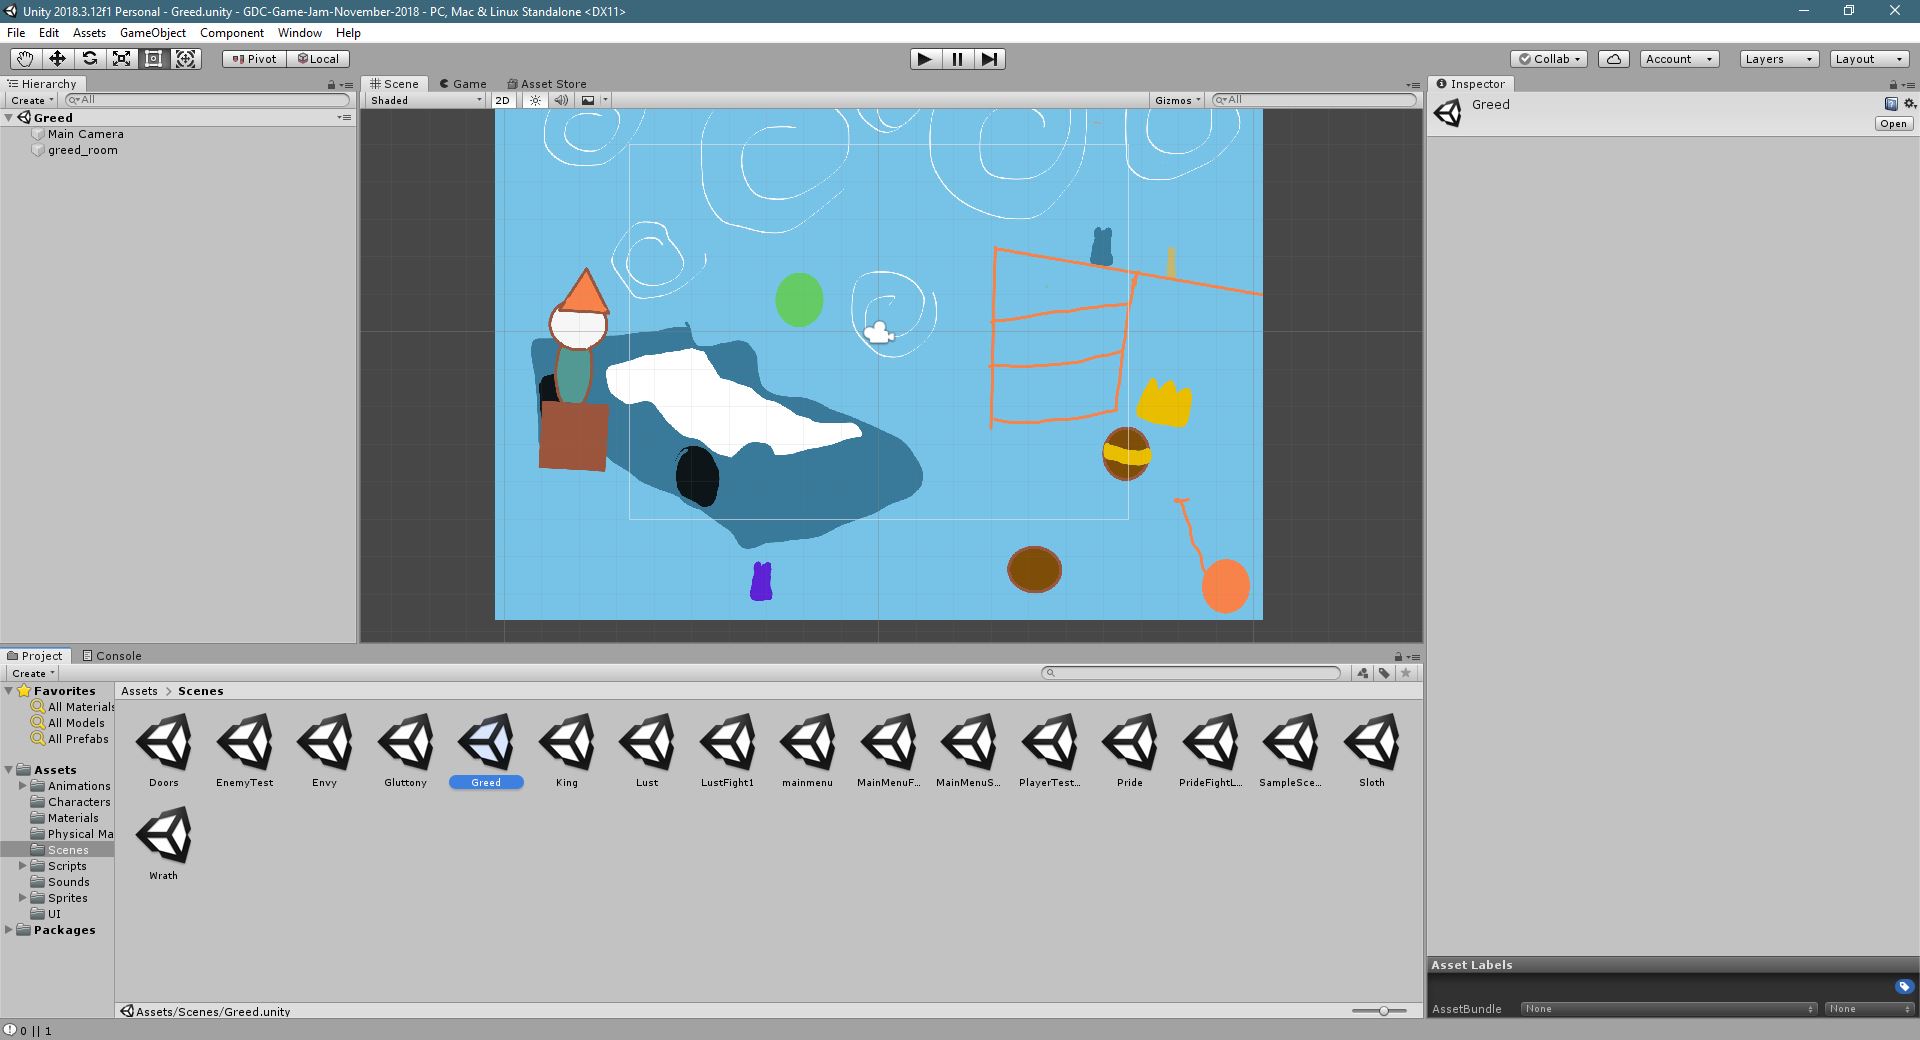 Unity 2018.3.12f1 Personal - Greed.unity - GDC-Game-Jam-November-2018 - PC, Mac & Linux Standalone <DX11>
File Edit Assets GameObject Component Window Help
Pivot Local Collab Account Layers Layout
Hierarchy
Create All
Greed
Main Camera
greed_room
Scene Game Asset Store
Shaded 2D Gizmos All
Inspector
Greed
Open
Project Console
Create
Favorites
All Materials
All Models
All Prefabs
Assets
Animations
Characters
Materials
Physical Ma
Scenes
Scripts
Sounds
Sprites
UI
Packages
Assets > Scenes
Doors EnemyTest Envy Gluttony Greed King Lust LustFight1 mainmenu MainMenuF... MainMenuS... PlayerTest... Pride PrideFightL... SampleSce... Sloth
Wrath
Assets/Scenes/Greed.unity
Asset Labels
AssetBundle None None
0 || 1